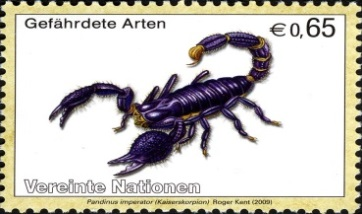 Gefährdete Arten €0,65
Vereinte Nationen
Pandinus imperator (Kaiserskorpion) Roger Kent (2009)